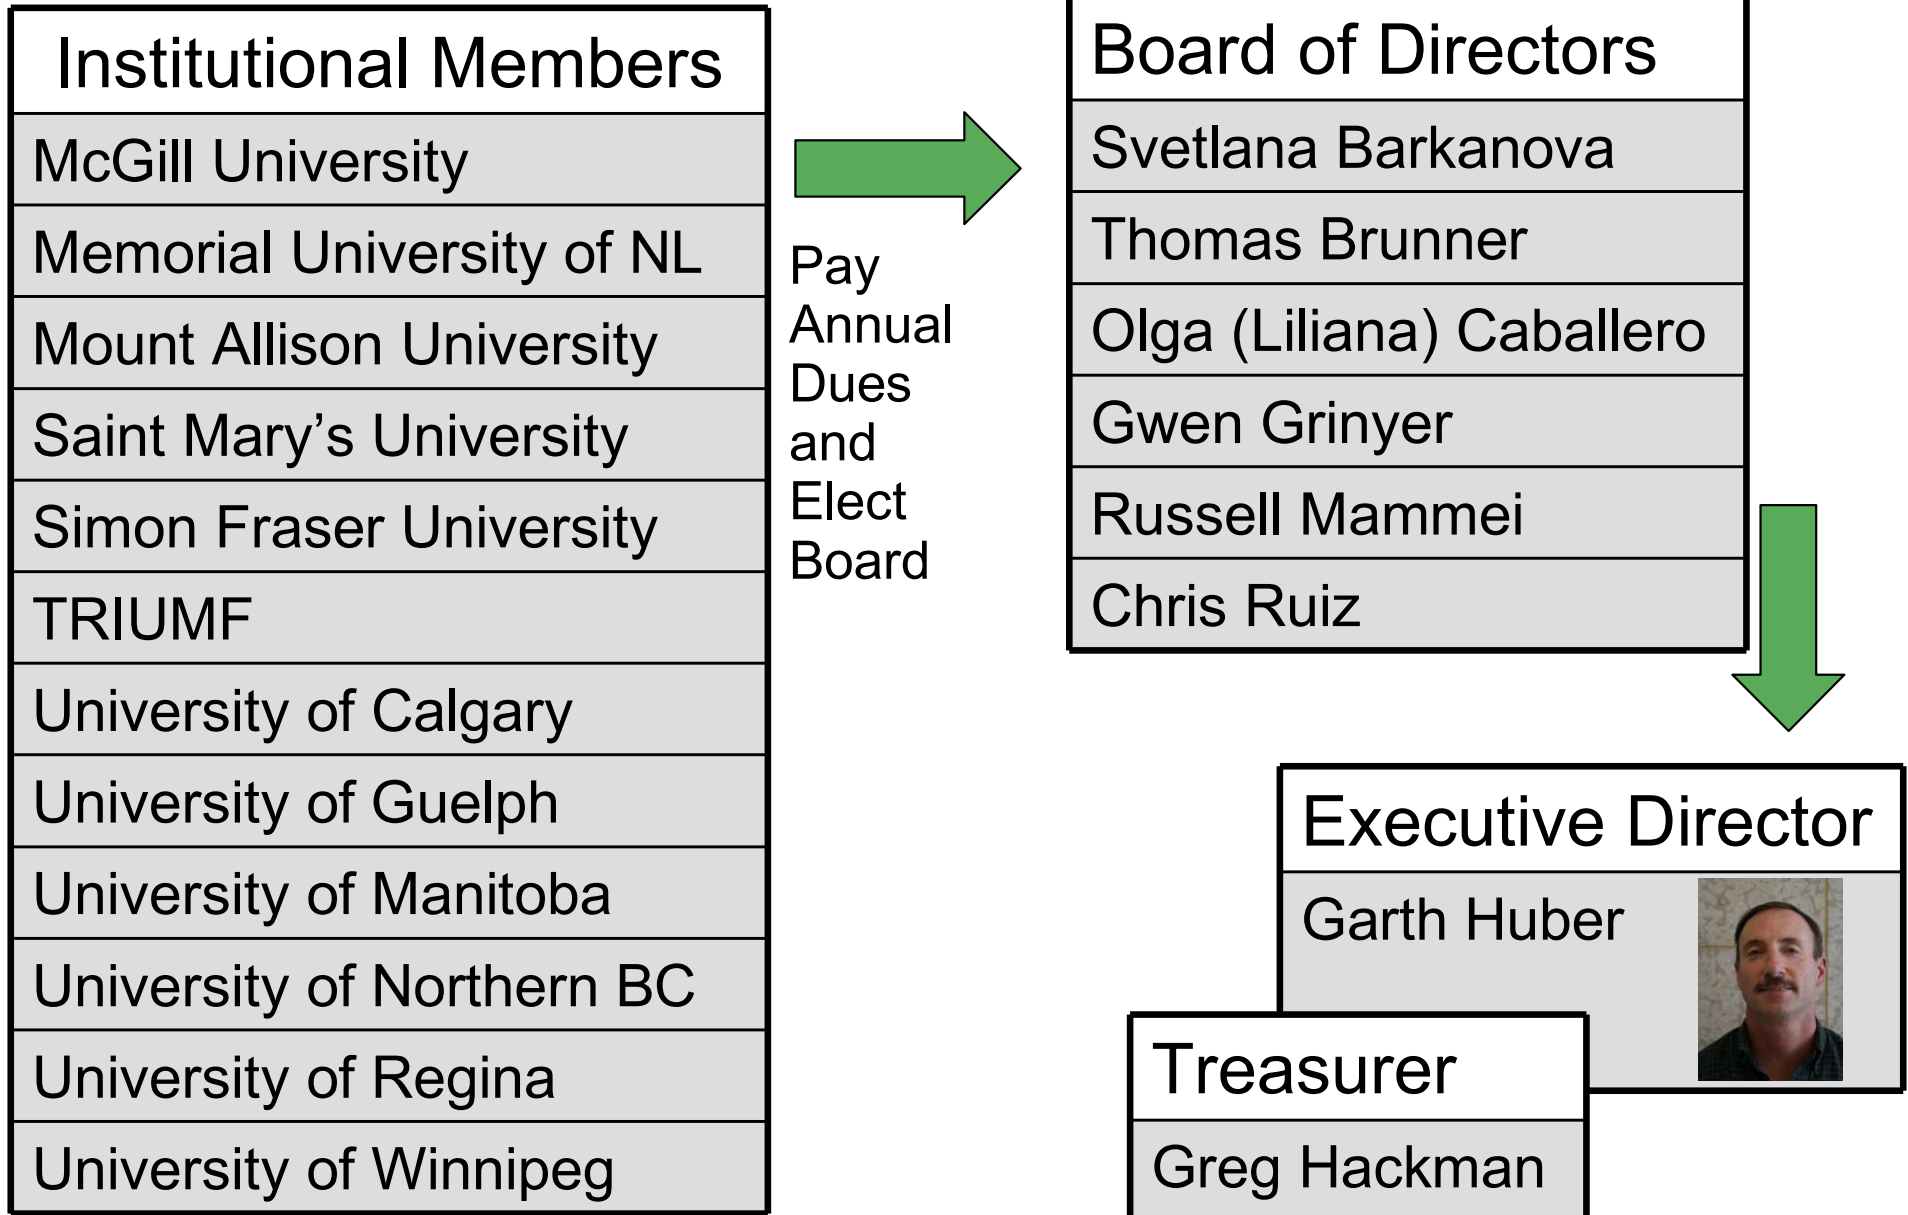 Institutional Members
McGill University
Memorial University of NL
Mount Allison University
Saint Mary’s University
Simon Fraser University
TRIUMF
University of Calgary
University of Guelph
University of Manitoba
University of Northern BC
University of Regina
University of Winnipeg
Pay
Annual
Dues
and
Elect
Board
Board of Directors
Svetlana Barkanova
Thomas Brunner
Olga (Liliana) Caballero
Gwen Grinyer
Russell Mammei
Chris Ruiz
Executive Director
Garth Huber
Treasurer
Greg Hackman